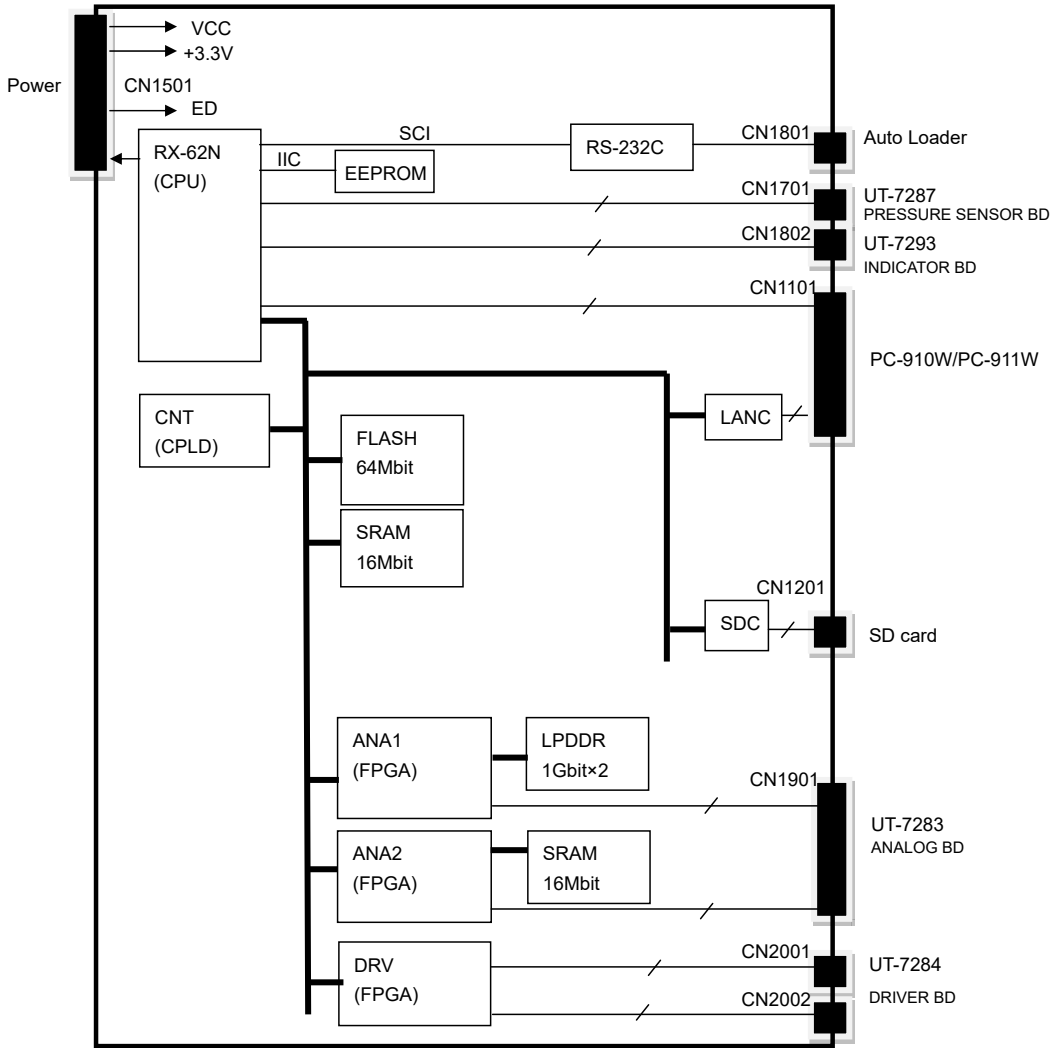 VCC
+3.3V
Power
CN1501
ED
SCI
CN1801
Auto Loader
RX-62N
(CPU)
IIC
RS-232C
EEPROM
CN1701
UT-7287
PRESSURE SENSOR BD
CN1802
UT-7293
INDICATOR BD
CN1101
PC-910W/PC-911W
CNT
(CPLD)
LANC
FLASH
64Mbit
SRAM
16Mbit
CN1201
SDC
SD card
ANA1
(FPGA)
LPDDR
1Gbit×2
CN1901
UT-7283
ANALOG BD
ANA2
(FPGA)
SRAM
16Mbit
DRV
(FPGA)
CN2001
UT-7284
CN2002
DRIVER BD